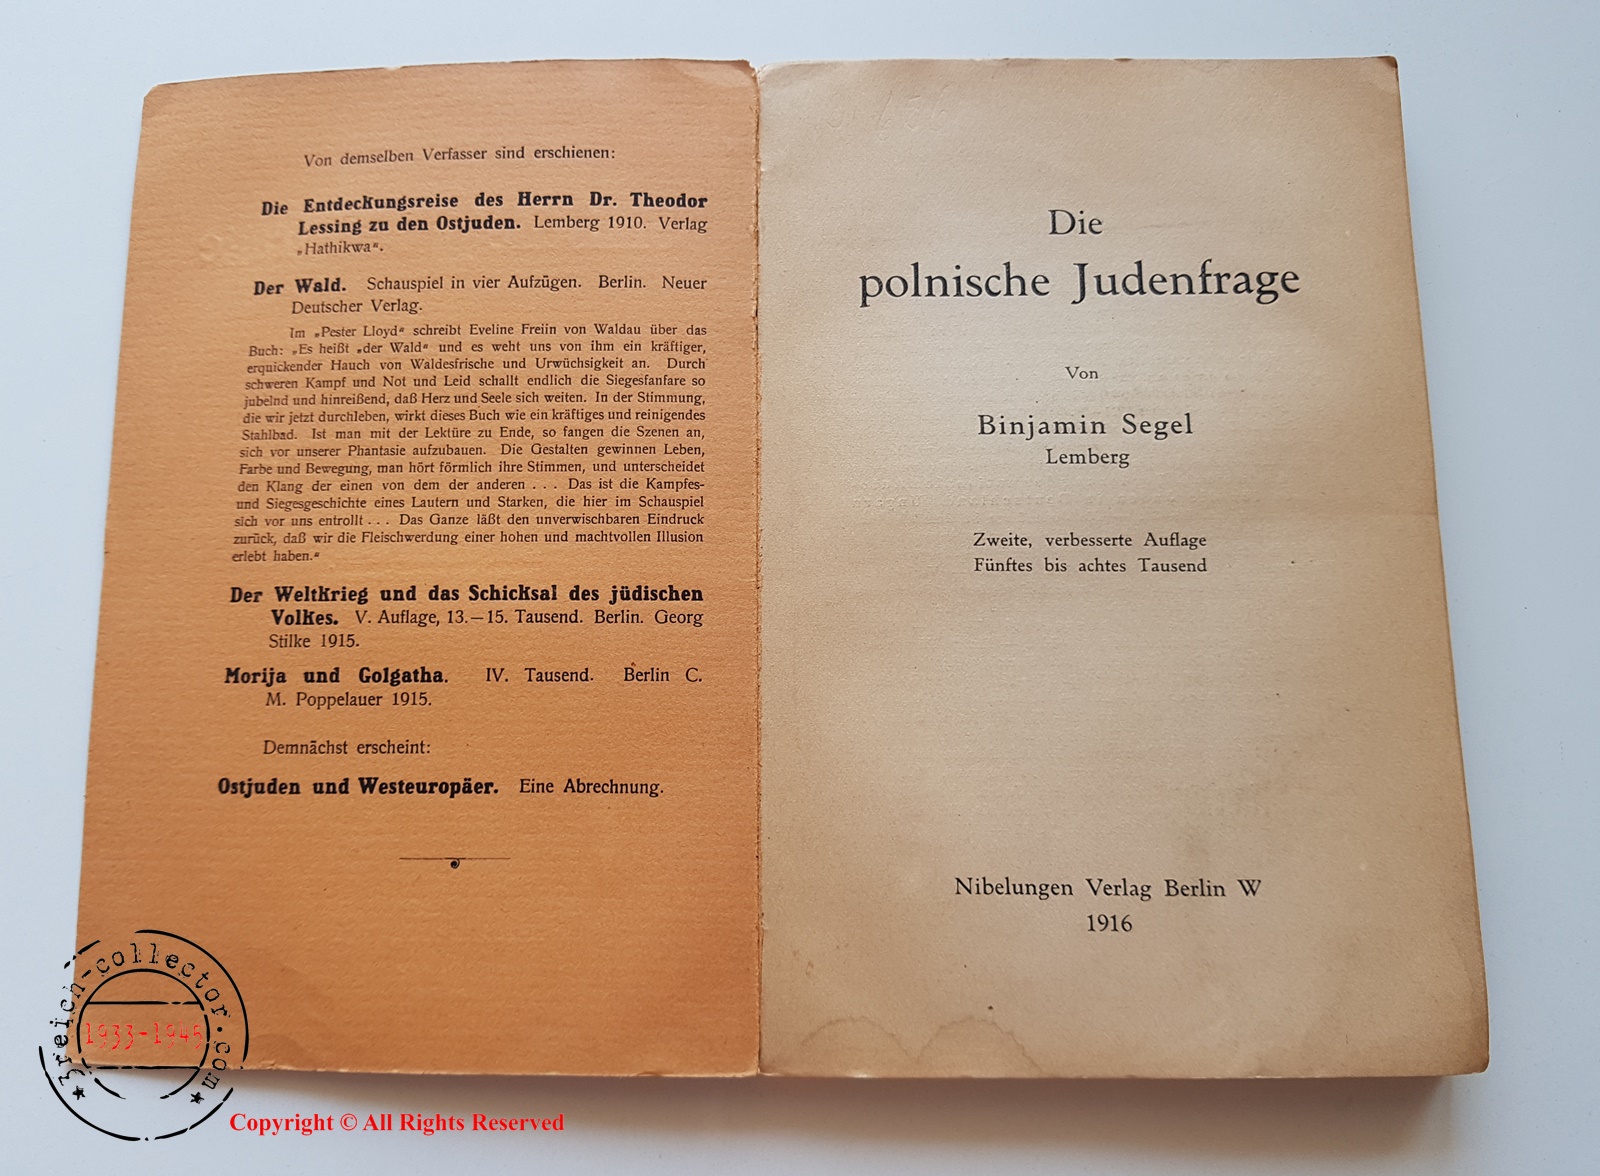 Von demselben Verfasser sind erschienen:
Die Entdeckungsreise des Herrn Dr. Theodor
Lessing zu den Ostjuden. Lemberg 1910. Verlag
„Hathikwa“.
Der Wald. Schauspiel in vier Aufzügen. Berlin. Neuer
Deutscher Verlag.
Im „Pester Lloyd“ schreibt Eveline Freiin von Waldau über das
Buch: „Es heißt „der Wald“ und es weht uns von ihm ein kräftiger,
erquickender Hauch von Waldesfrische und Urwüchsigkeit an. Durch
schweren Kampf und Not und Leid schallt endlich die Siegesfanfare so
jubelnd und hinreißend, daß Herz und Seele sich weiten. In der Stimmung,
die wir jetzt durchleben, wirkt dieses Buch wie ein kräftiges und reinigendes
Stahlbad. Ist man mit der Lektüre zu Ende, so fangen die Szenen an,
sich vor unserer Phantasie aufzubauen. Die Gestalten gewinnen Leben,
Farbe und Bewegung, man hört förmlich ihre Stimmen, und unterscheidet
den Klang der einen von dem der anderen . . . Das ist die Kampfes-
und Siegesgeschichte eines Lautern und Starken, die hier im Schauspiel
sich vor uns entrollt . . . Das Ganze läßt den unverwischbaren Eindruck
zurück, daß wir die Fleischwerdung einer hohen und machtvollen Illusion
erlebt haben.“
Der Weltkrieg und das Schicksal des jüdischen
Volkes. V. Auflage, 13.—15. Tausend. Berlin. Georg
Stilke 1915.
Morija und Golgatha. IV. Tausend. Berlin C.
M. Poppelauer 1915.
Demnächst erscheint:
Ostjuden und Westeuropäer. Eine Abrechnung.
Die
polnische Judenfrage
Von
Binjamin Segel
Lemberg
Zweite, verbesserte Auflage
Fünftes bis achtes Tausend
Nibelungen Verlag Berlin W
1916
3reich-collector.com
1933-1945
Copyright © All Rights Reserved